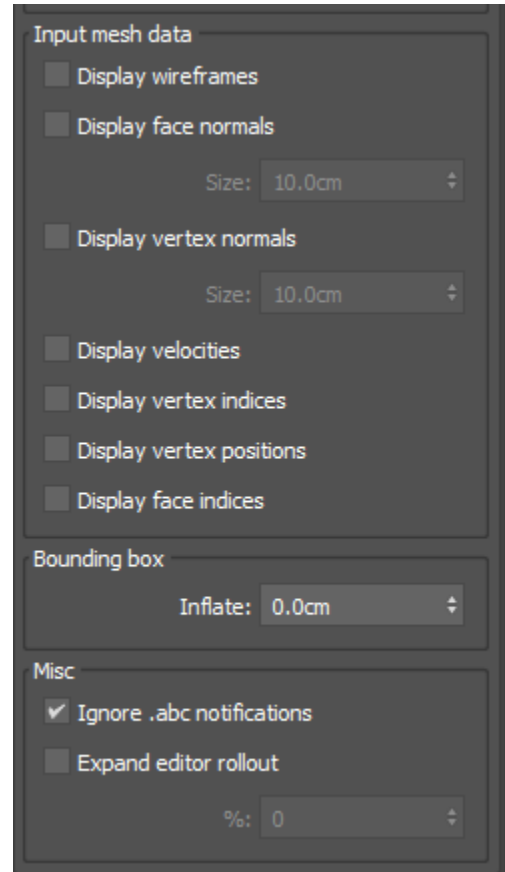 Input mesh data
Display wireframes
Display face normals
Size: 10.0cm
Display vertex normals
Size: 10.0cm
Display velocities
Display vertex indices
Display vertex positions
Display face indices
Bounding box
Inflate: 0.0cm
Misc
Ignore .abc notifications
Expand editor rollout
%: 0